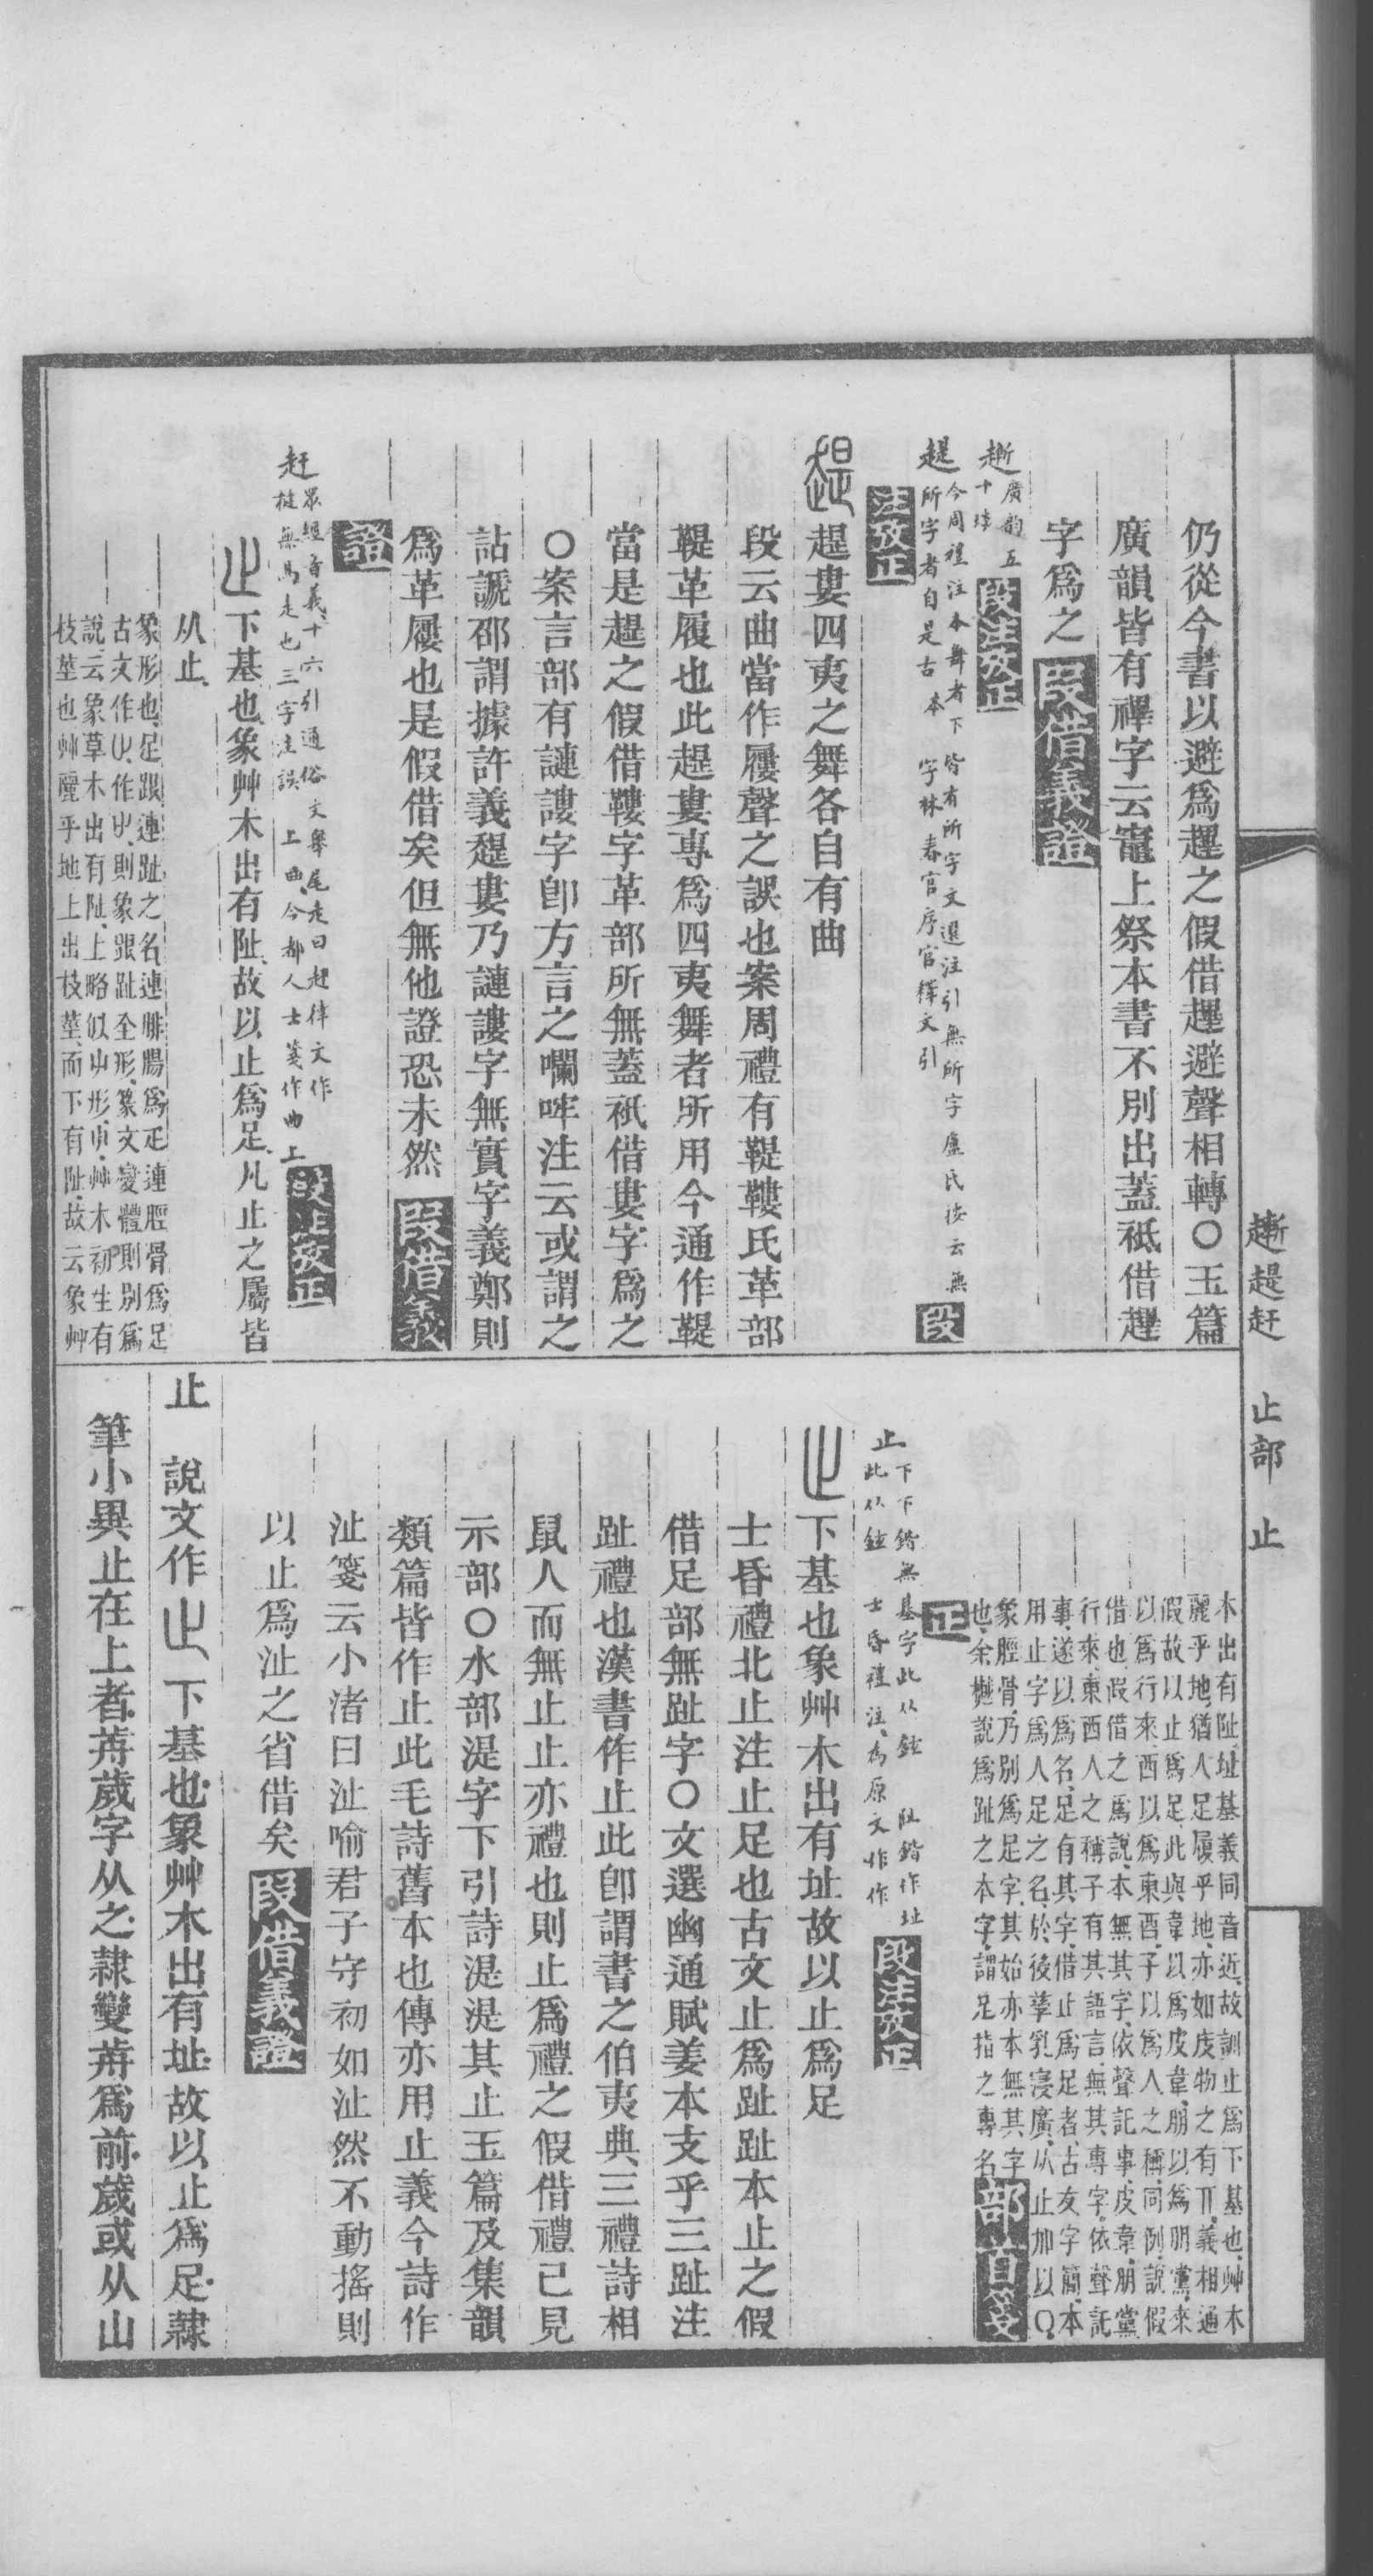 仍從今書以避爲趩之假借趩避聲相轉〇玉篇
廣韻皆有禪字云竈上祭本書不別出蓋祗借趩
字爲之 叚借義證
趰 廣韵五
十琰 段注攷正
趧 今周禮注本舞者下 皆有所字文選注引無所字盧氏按云無
所字者自是古本 字林春官序官釋文引 段
注攷正
趧婁四夷之舞各自有曲
段云曲當作屨聲之誤也案周禮有鞮鞻氏革部
鞮革履也此趧婁專爲四夷舞者所用今通作鞮
當是趧之假借鞻字革部所無蓋祇借婁字爲之
〇案言部有謰謱字卽方言之囒哰注云或謂之
詀謕邵謂據許義趧婁乃謰謱字無實字義鄭則
爲革屨也是假借矣但無他證恐未然 叚借義
證
赶 眾經音義十六引通俗文舉尾走曰赶律文作
揵無馬走也三字注誤 上曲今都人士箋作曲上 段注攷正
止 下基也象艸木出有阯故以止爲足凡止之屬皆
从止
象形也足跟連趾之名連腓腸爲疋連脛骨爲足
古文作 作 則象跟趾全形篆文變體則別爲
說云象草木出有阯上略似屮形屮艸木初生有
枝莖也艸麗乎地上出枝莖而下有阯故云象艸
趰趧赶 止部 止
木出有阯址基義同音近故訓止爲下基也艸木
麗乎地猶人足履乎地亦如庋物之有丌義相通
假故以止爲足此與韋以爲皮韋朋以爲朋黨來
以爲行來西以爲東西子以爲人之稱同例說假
借也叚借之爲說本無其字依聲託事皮韋朋黨
行來東西人之稱子有其語言無其專字依聲託
事遂以爲名足有其字借止爲足者古文字簡本
用止字爲人足之名於後孳乳寖廣从止加以〇
象脛骨乃別爲足字其始亦本無其字
也余樾說爲趾之本字謂足指之專名 部首
正
止 下下鍇無基字此从鉉 阯鍇作址
此从鉉 士昏禮注爲原文作 段注攷正
止 下基也象艸木出有址故以止爲足
士昏禮北止注止足也古文止爲趾趾本止之假
借足部無趾字〇文選幽通賦姜本支乎三趾注
趾禮也漢書作止此卽謂書之伯夷典三禮詩相
鼠人而無止止亦禮也則止爲禮之假借禮已見
示部〇水部湜字下引詩湜湜其止玉篇及集韻
類篇皆作止此毛詩舊本也傳亦用止義今詩作
沚箋云小渚曰沚喻君子守初如沚然不動搖則
以止爲沚之省借矣 叚借義證
止 說文作止下基也象艸木出有址故以止爲足隸
筆小異止在上者歬歲字从之隸變歬爲前歲或从山